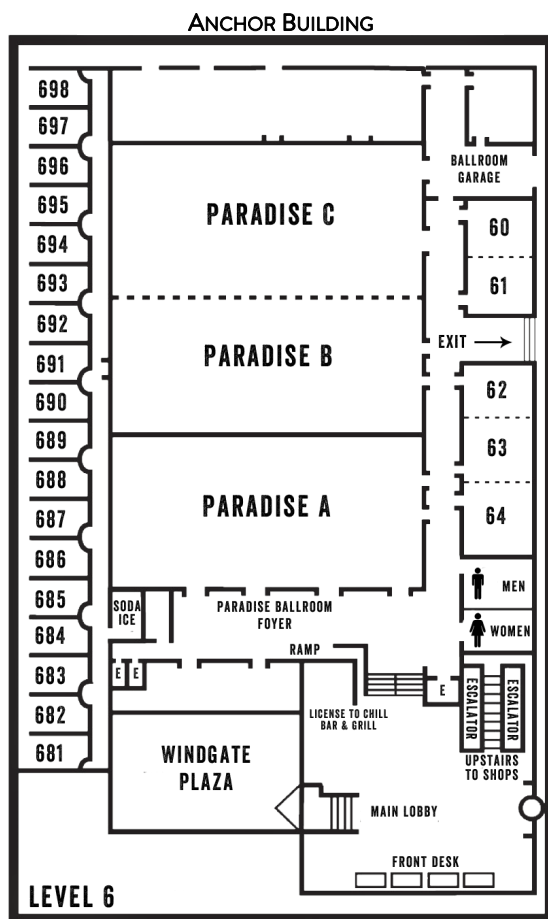 ANCHOR BUILDING
698
697
696
695
694
693
692
691
690
689
688
687
686
685
684
683
682
681
PARADISE C
PARADISE B
PARADISE A
BALLROOM
GARAGE
60
61
EXIT
62
63
64
MEN
WOMEN
SODA
ICE
PARADISE BALLROOM
FOYER
RAMP
E
E
E
ESCALATOR
ESCALATOR
UPSTAIRS
TO SHOPS
LICENSE TO CHILL
BAR & GRILL
WINDGATE
PLAZA
MAIN LOBBY
FRONT DESK
LEVEL 6